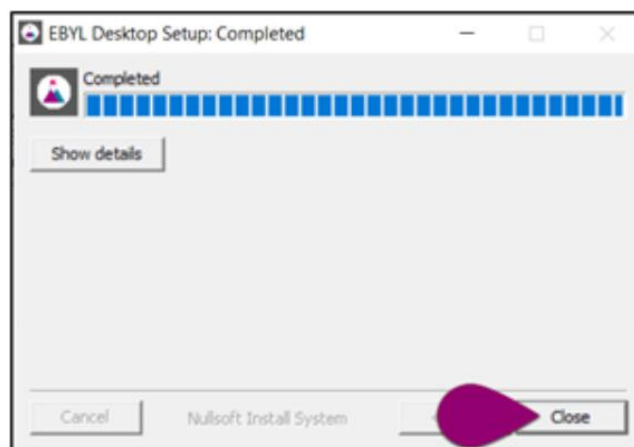 EBYL Desktop Setup: Completed
Completed
Show details
Cancel
Nullsoft Install System
Close